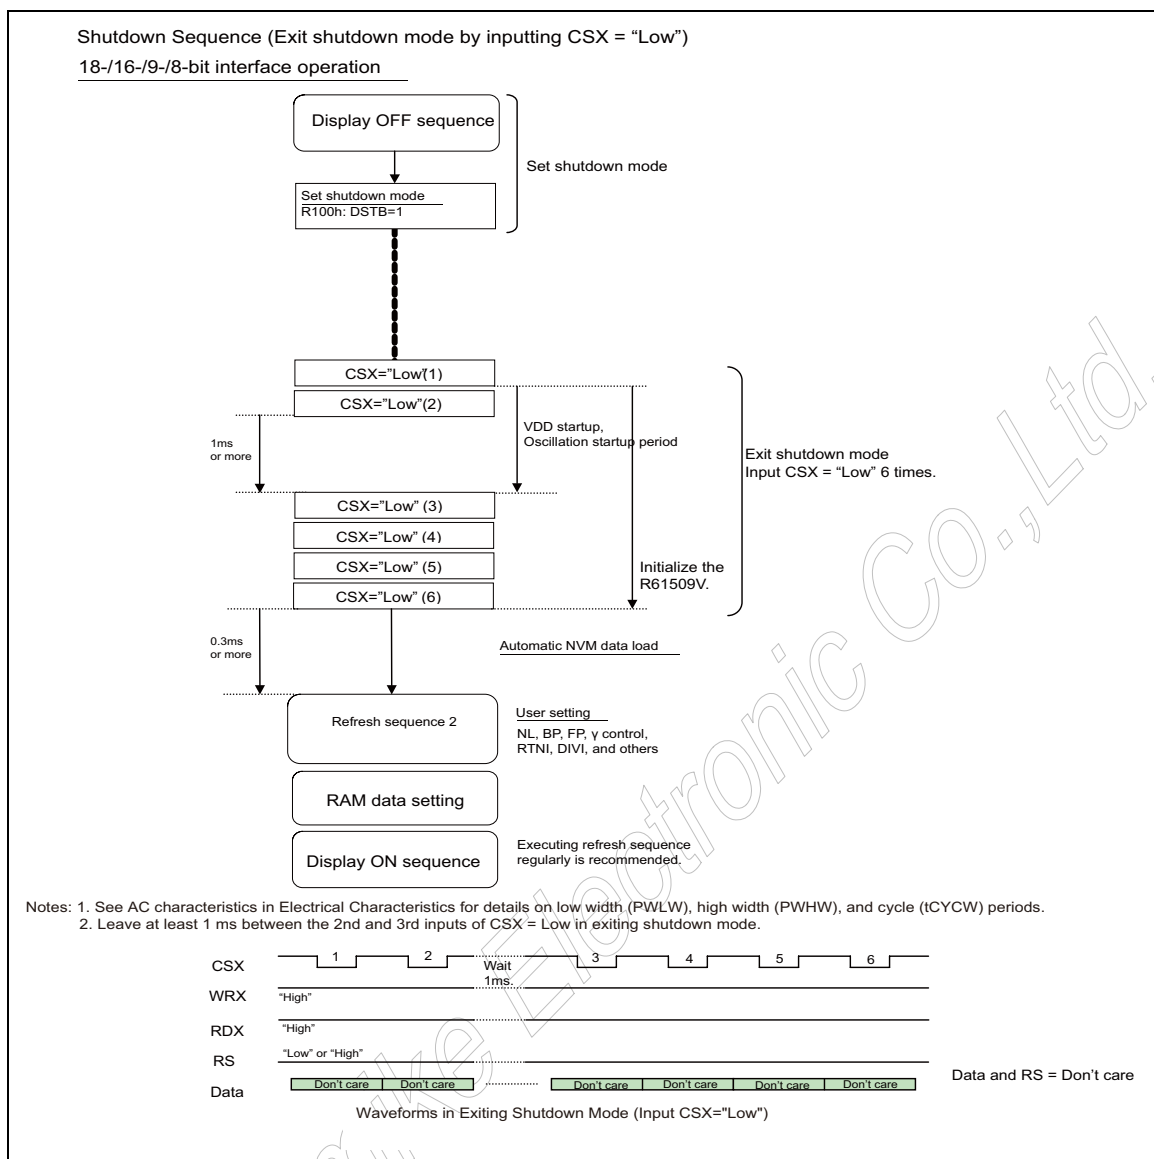 Shutdown Sequence (Exit shutdown mode by inputting CSX = “Low”)
18-/16-/9-/8-bit interface operation
Display OFF sequence
Set shutdown mode
Set shutdown mode
R100h: DSTB=1
CSX=”Low”(1)
CSX=”Low”(2)
1ms
or more
VDD startup,
Oscillation startup period
Exit shutdown mode
Input CSX = “Low” 6 times.
CSX=”Low” (3)
CSX=”Low” (4)
CSX=”Low” (5)
CSX=”Low” (6)
Initialize the
R61509V.
0.3ms
or more
Automatic NVM data load
Refresh sequence 2
User setting
NL, BP, FP, γ control,
RTNI, DIVI, and others
RAM data setting
Display ON sequence
Executing refresh sequence
regularly is recommended.
Notes: 1. See AC characteristics in Electrical Characteristics for details on low width (PWLW), high width (PWHW), and cycle (tCYCW) periods.
2. Leave at least 1 ms between the 2nd and 3rd inputs of CSX = Low in exiting shutdown mode.
CSX 1 2 Wait 1ms. 3 4 5 6
WRX “High”
RDX “High”
RS “Low” or “High”
Data Don’t care Don’t care Don’t care Don’t care Don’t care Don’t care
Data and RS = Don’t care
Waveforms in Exiting Shutdown Mode (Input CSX="Low")
Electronic Co.,Ltd.